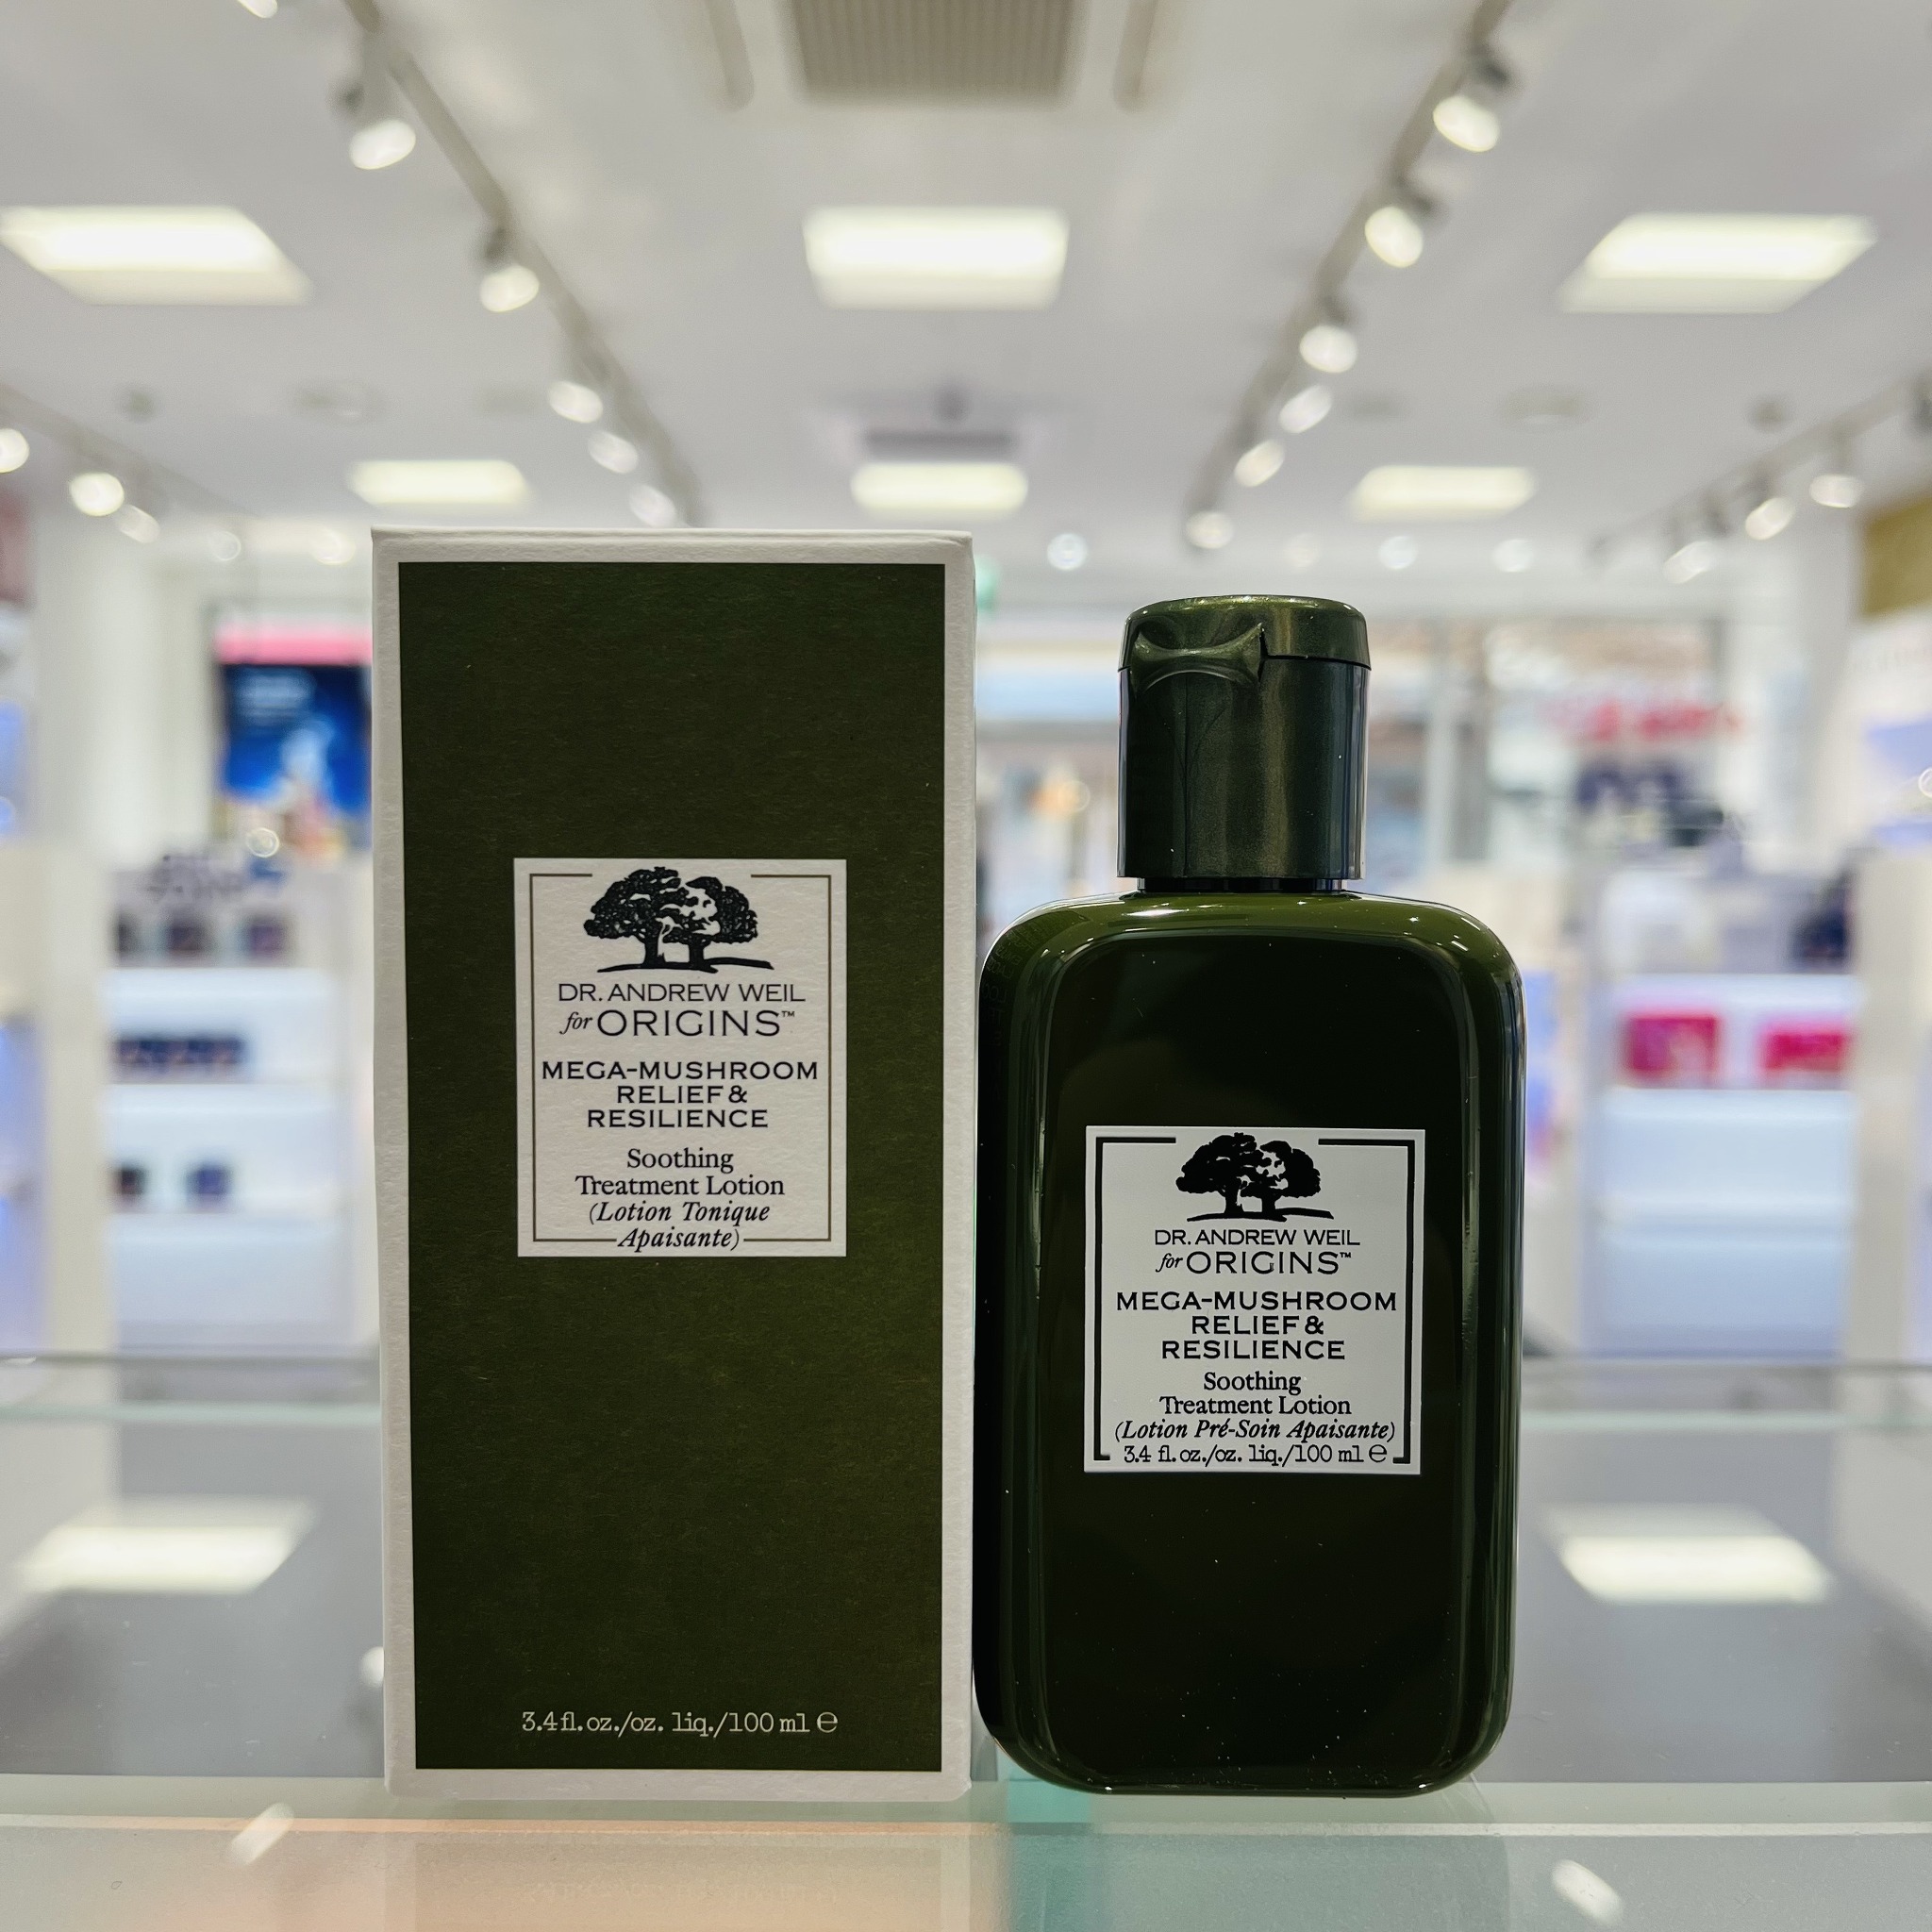 DR. ANDREW WEIL
for ORIGINS™
MEGA-MUSHROOM
RELIEF &
RESILIENCE
Soothing
Treatment Lotion
(Lotion Tonique
Apaisante)
3.4 fl. oz./oz. liq./100 ml ℮
DR. ANDREW WEIL
for ORIGINS™
MEGA-MUSHROOM
RELIEF &
RESILIENCE
Soothing
Treatment Lotion
(Lotion Pré-Soin Apaisante)
3.4 fl. oz./oz. liq./100 ml ℮